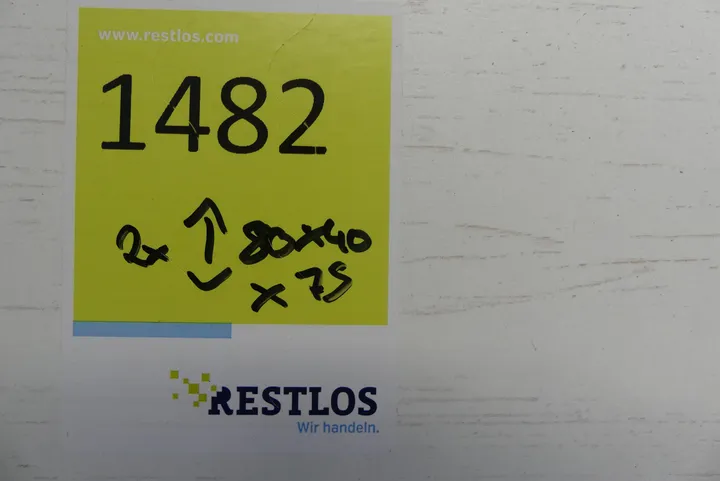 www.restlos.com
1482
2x ↕ 80x40
x 75
RESTLOS
Wir handeln.